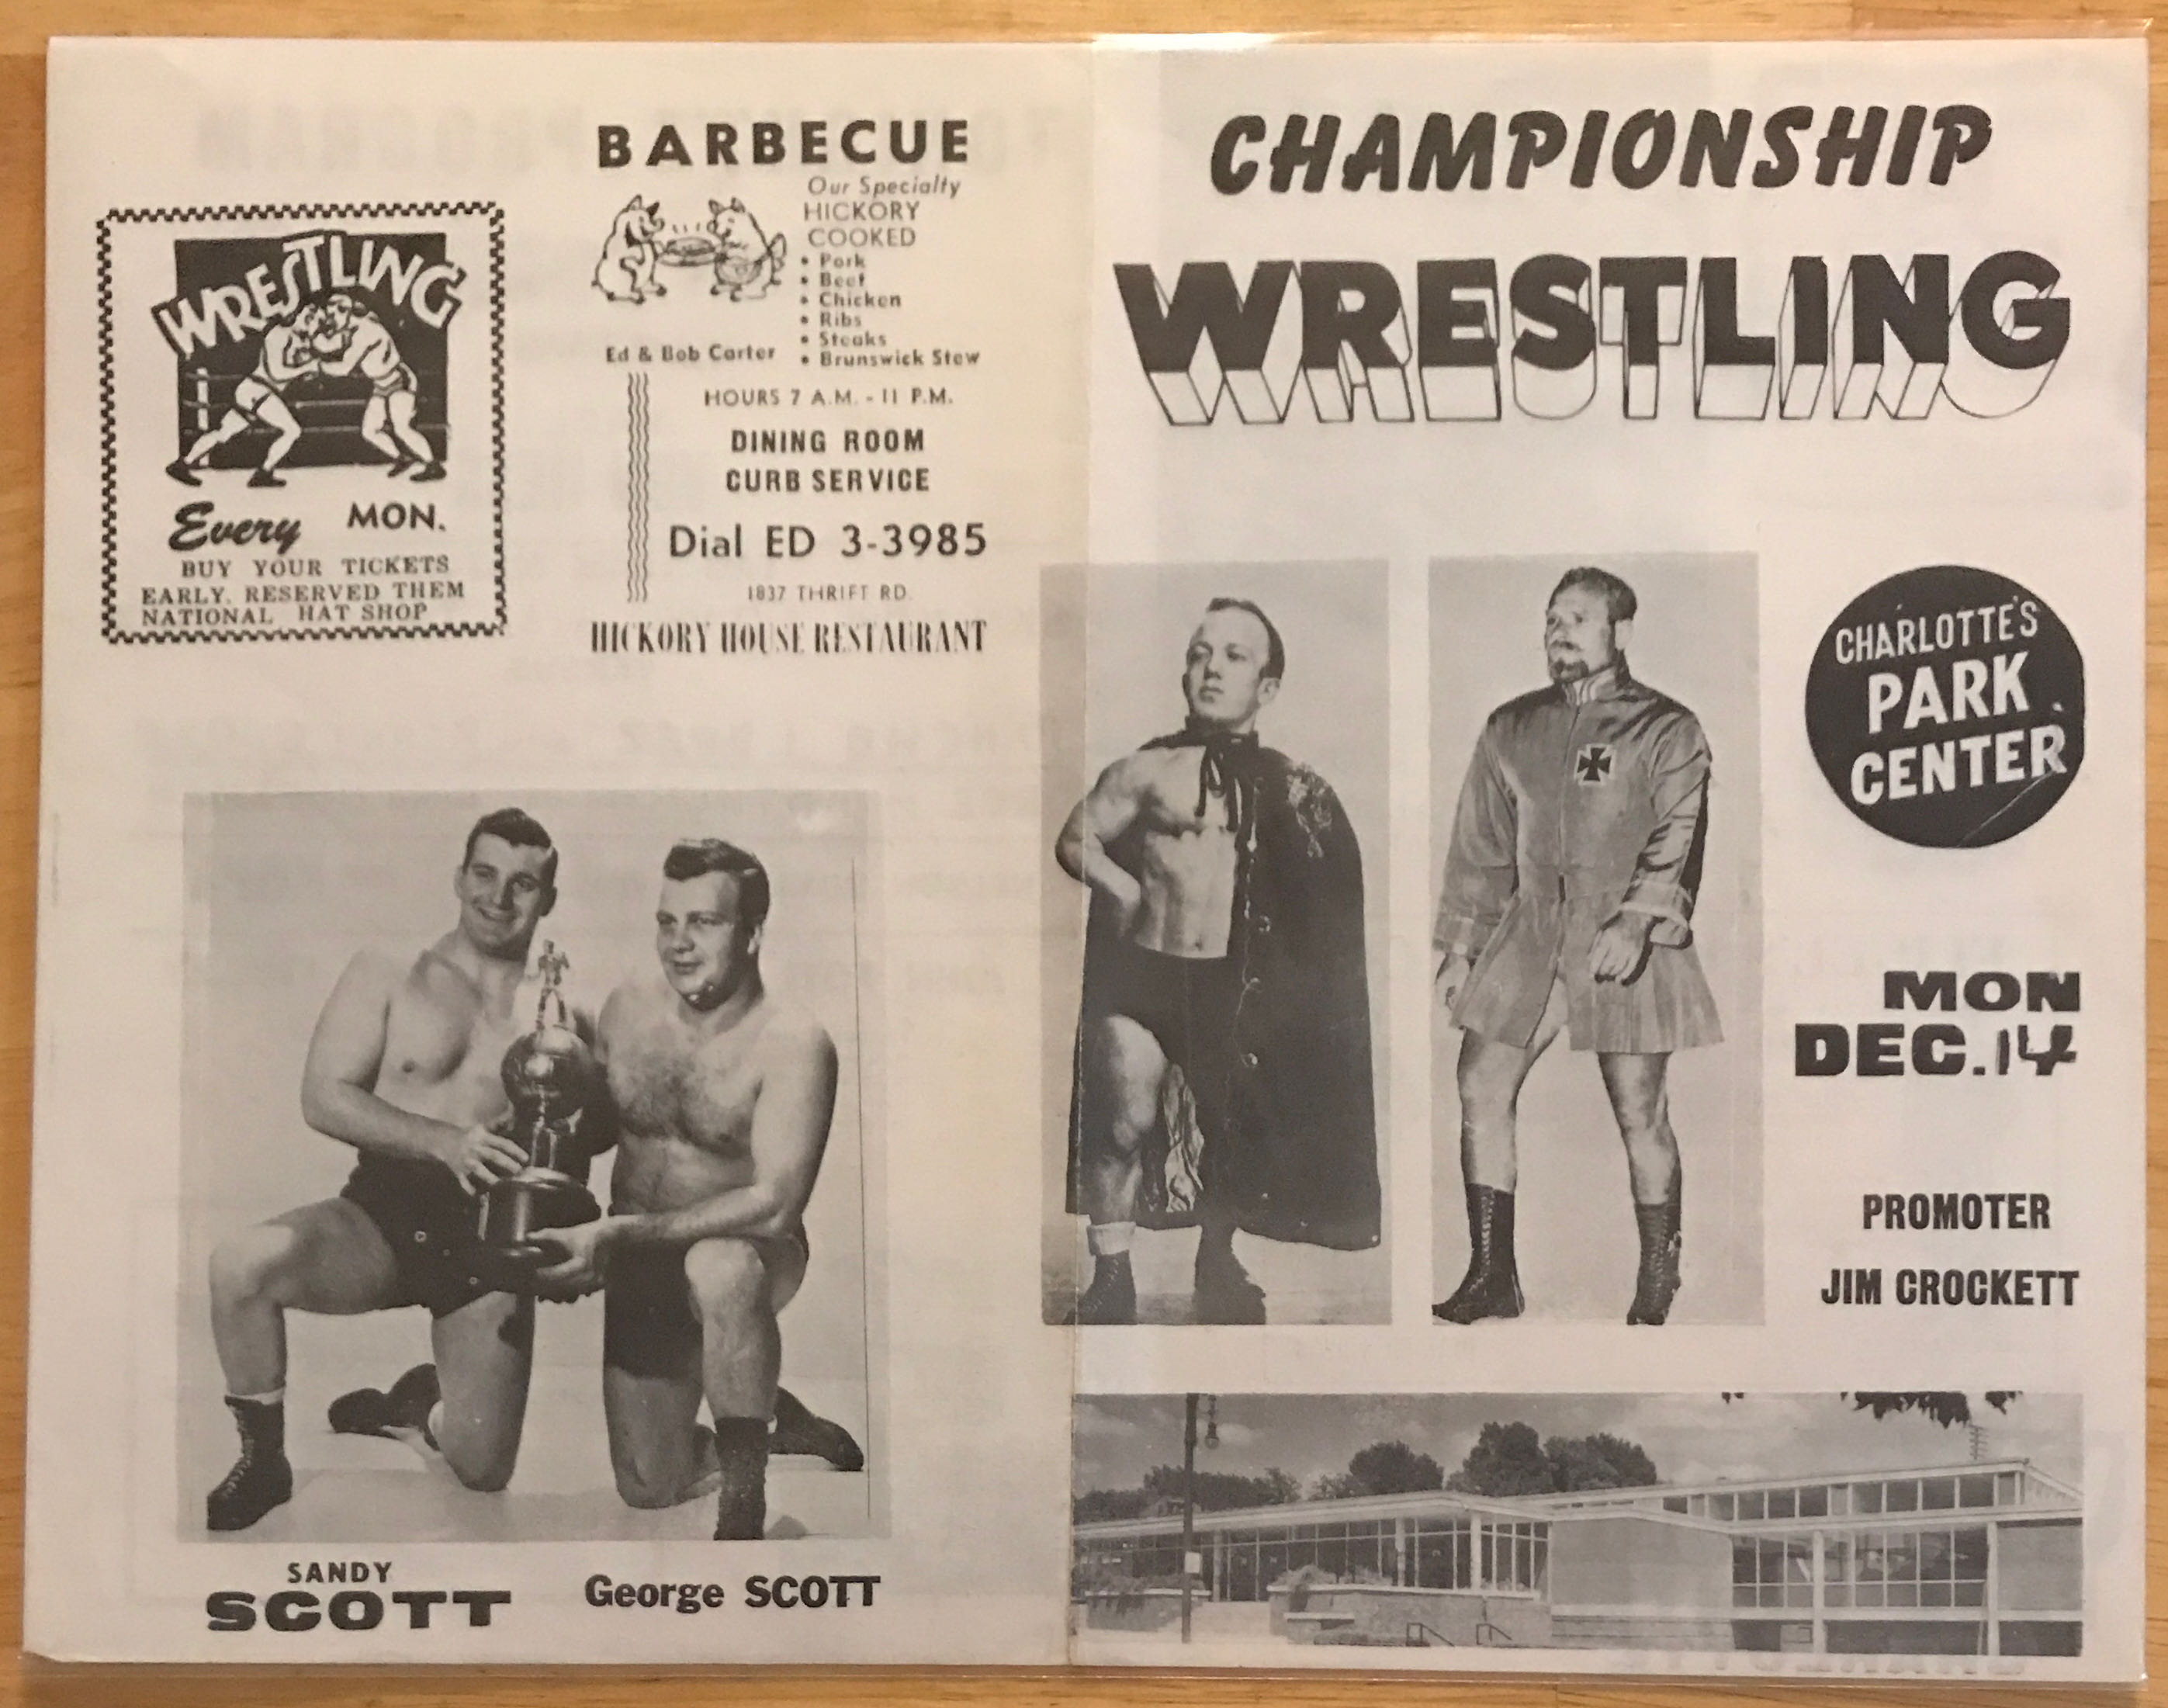 WRESTLING
Every MON.
BUY YOUR TICKETS
EARLY. RESERVED THEM
NATIONAL HAT SHOP
BARBECUE
Our Specialty
HICKORY
COOKED
• Pork
• Beef
• Chicken
• Ribs
• Steaks
• Brunswick Stew
Ed & Bob Carter
HOURS 7 A.M. - 11 P.M.
DINING ROOM
CURB SERVICE
Dial ED 3-3985
1837 THRIFT RD.
HICKORY HOUSE RESTAURANT
SANDY
SCOTT
George SCOTT
CHAMPIONSHIP
WRESTLING
CHARLOTTE'S
PARK
CENTER
MON
DEC. 14
PROMOTER
JIM CROCKETT